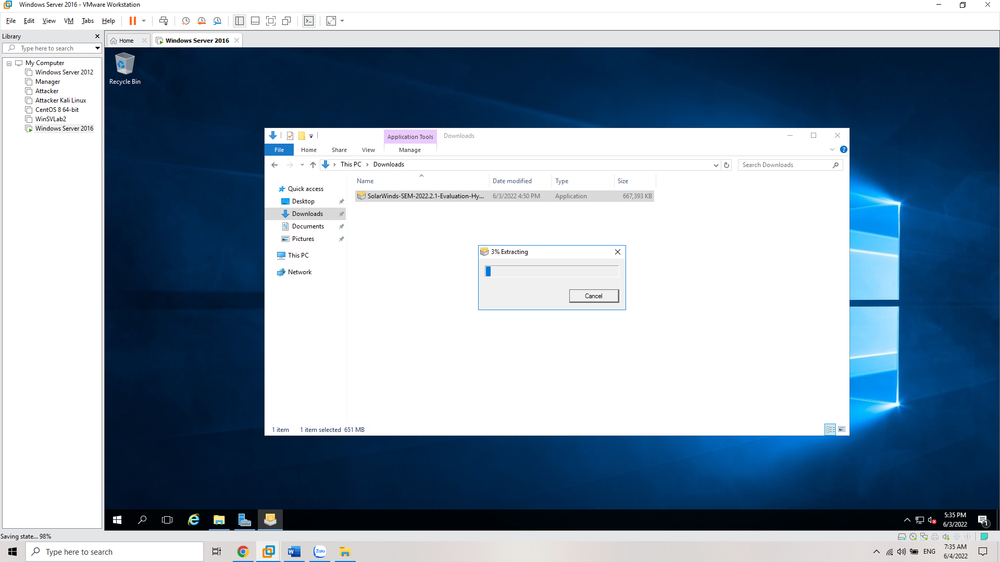 Windows Server 2016 - VMware Workstation
File Edit View VM Tabs Help
Library
Type here to search
My Computer
Windows Server 2012
Manager
Attacker
Attacker Kali Linux
CentOS 8 64-bit
WinSVLab2
Windows Server 2016
Home
Windows Server 2016
Recycle Bin
Application Tools
Downloads
File Home Share View Manage
This PC > Downloads
Search Downloads
Name Date modified Type Size
SolarWinds-SEM-2022.2.1-Evaluation-Hy... 6/3/2022 4:50 PM Application 667,393 KB
Quick access
Desktop
Downloads
Documents
Pictures
This PC
Network
3% Extracting
Cancel
1 item 1 item selected 651 MB
5:35 PM
6/3/2022
1
Saving state... 98%
Type here to search
Zalo
ENG
7:35 AM
6/4/2022